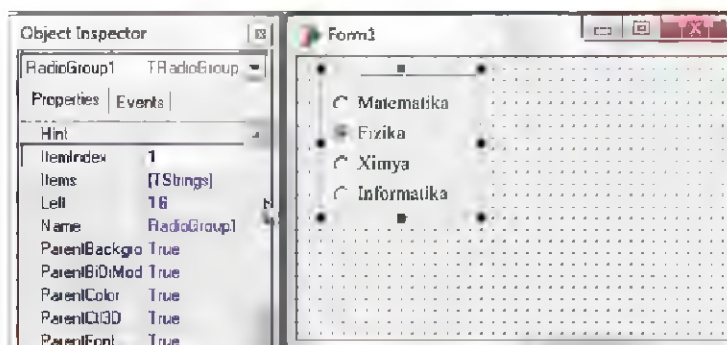 Object Inspector
RadioGroup1 TRadioGroup
Properties Events
Hint
ItemIndex 1
Items (TStrings)
Left 16
Name RadioGroup1
ParentBackgro True
ParentBiDiMod True
ParentColor True
ParentCtl3D True
ParentFont True
Form1
Matematika
Fizika
Ximya
Informatika